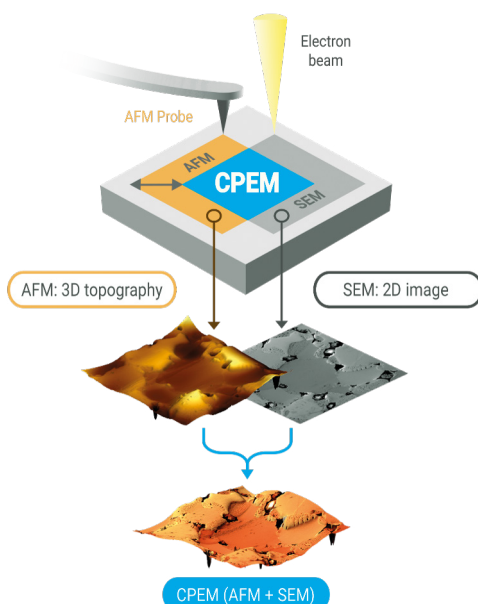 Electron
beam
AFM Probe
AFM
CPEM
SEM
AFM: 3D topography
SEM: 2D image
CPEM (AFM + SEM)